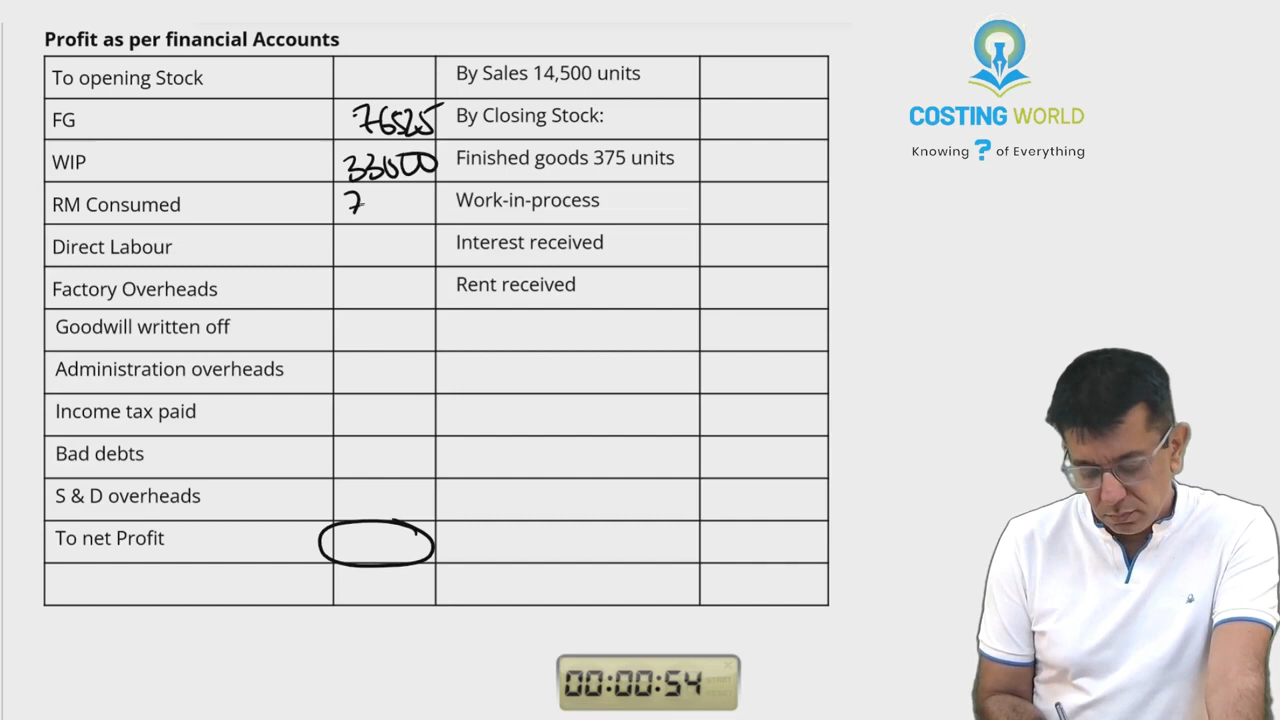 Profit as per financial Accounts
To opening Stock
By Sales 14,500 units
FG
76525
By Closing Stock:
WIP
33000
Finished goods 375 units
RM Consumed
7
Work-in-process
Direct Labour
Interest received
Factory Overheads
Rent received
Goodwill written off
Administration overheads
Income tax paid
Bad debts
S & D overheads
To net Profit
COSTING WORLD
Knowing ? of Everything
00:00:54